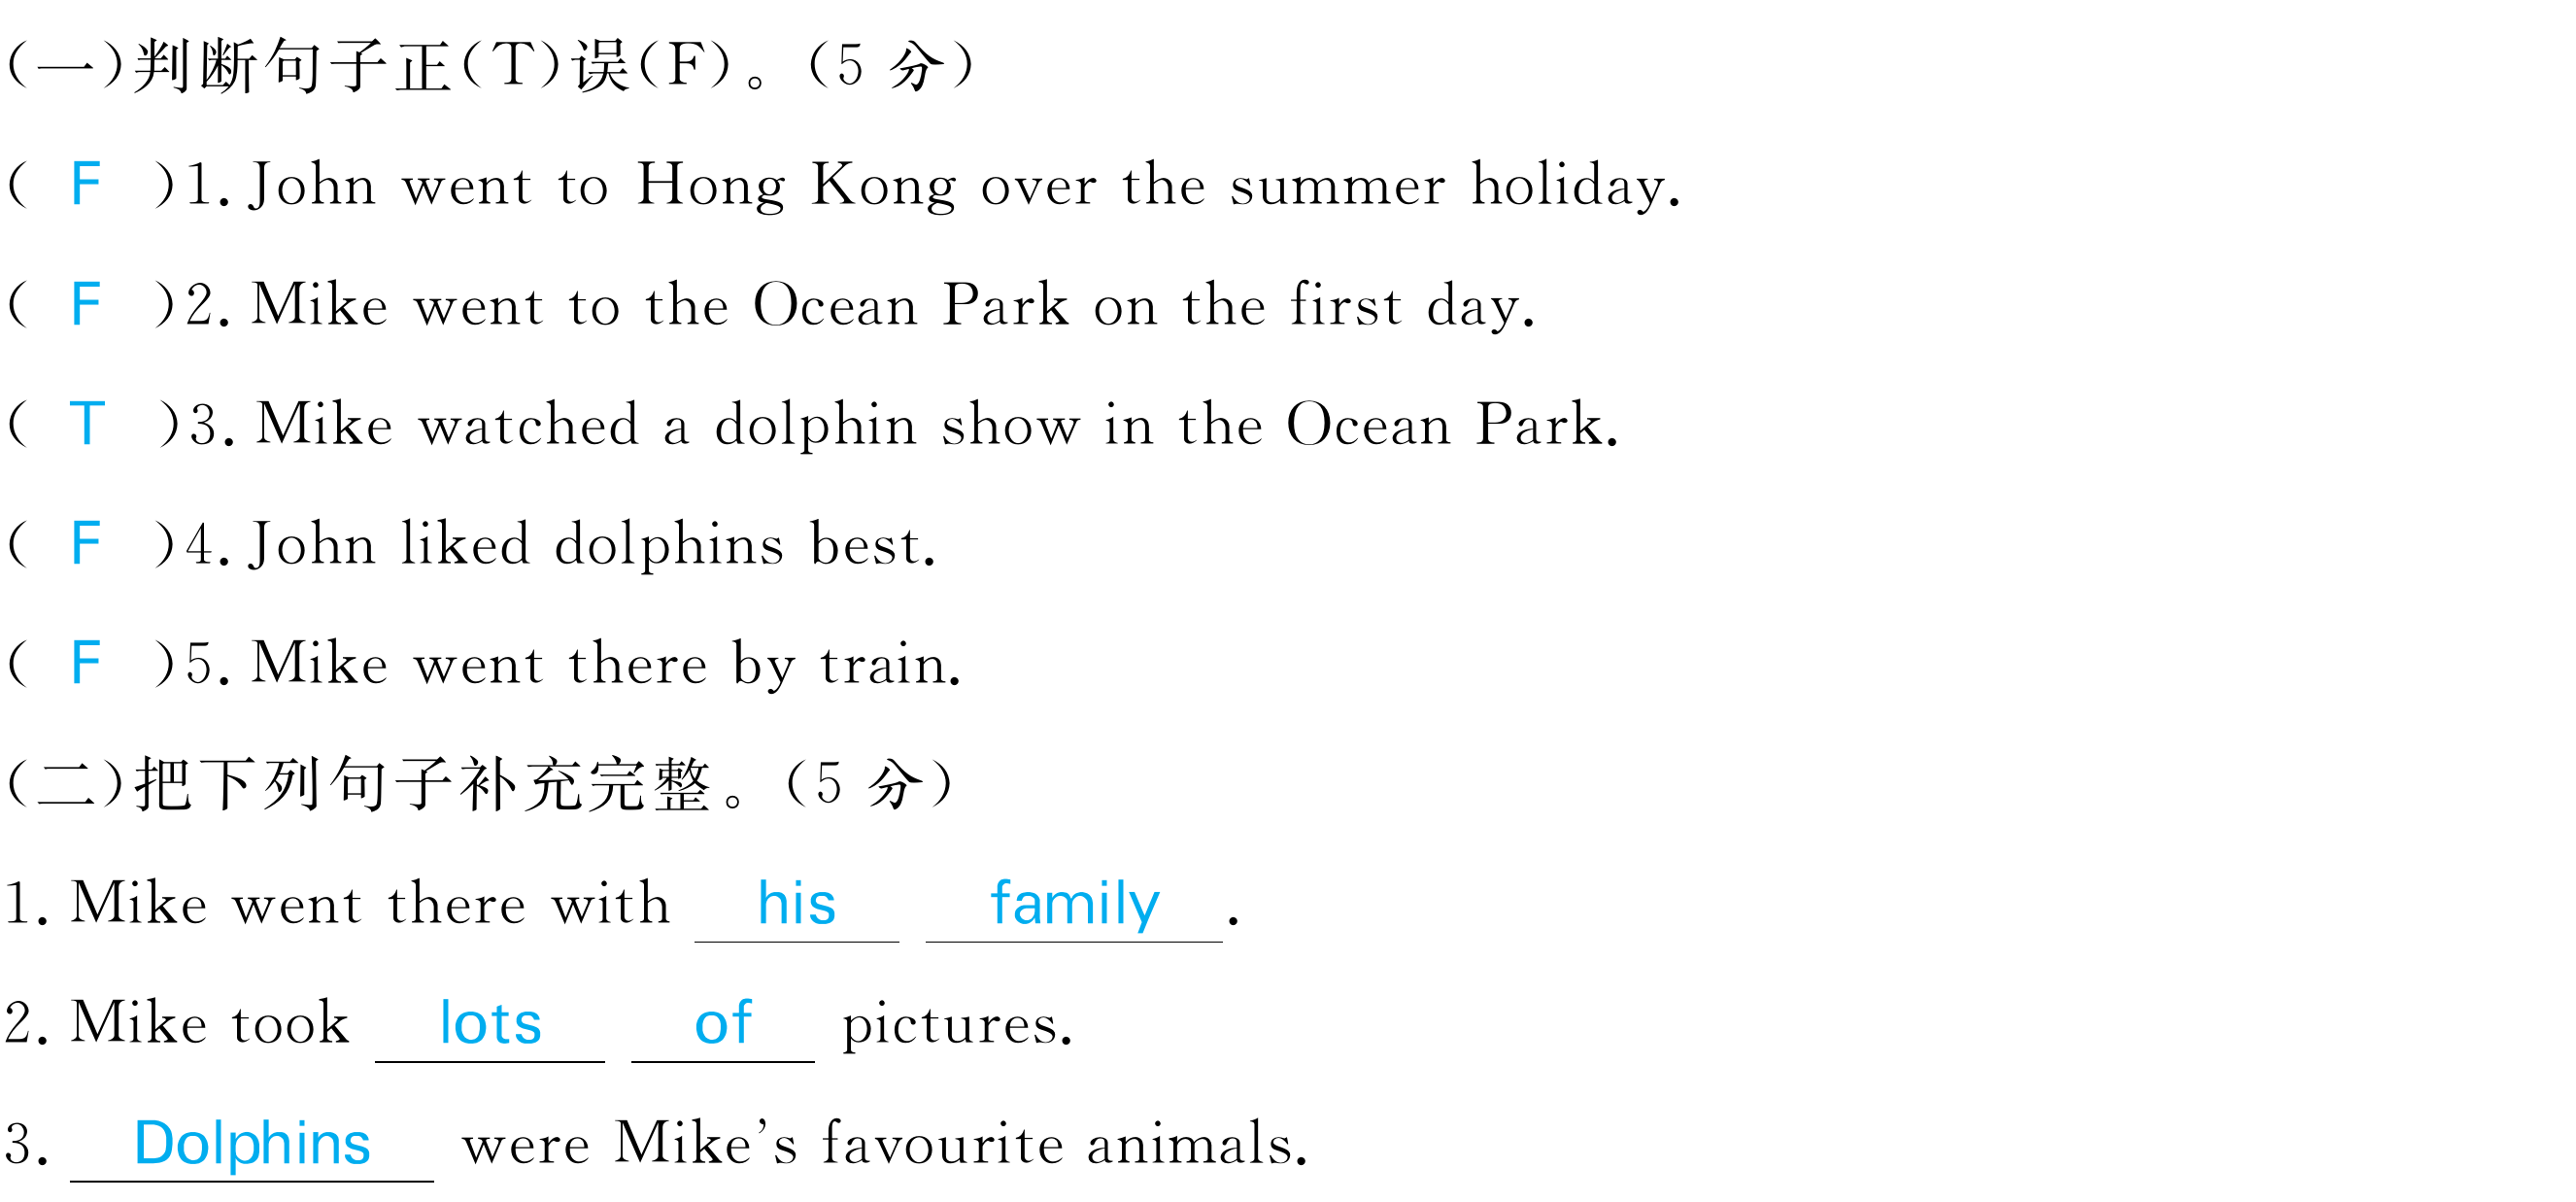 (一)判断句子正(T)误(F)。(5 分)
( F )1. John went to Hong Kong over the summer holiday.
( F )2. Mike went to the Ocean Park on the first day.
( T )3. Mike watched a dolphin show in the Ocean Park.
( F )4. John liked dolphins best.
( F )5. Mike went there by train.
(二)把下列句子补充完整。(5 分)
1. Mike went there with his family.
2. Mike took lots of pictures.
3. Dolphins were Mike's favourite animals.